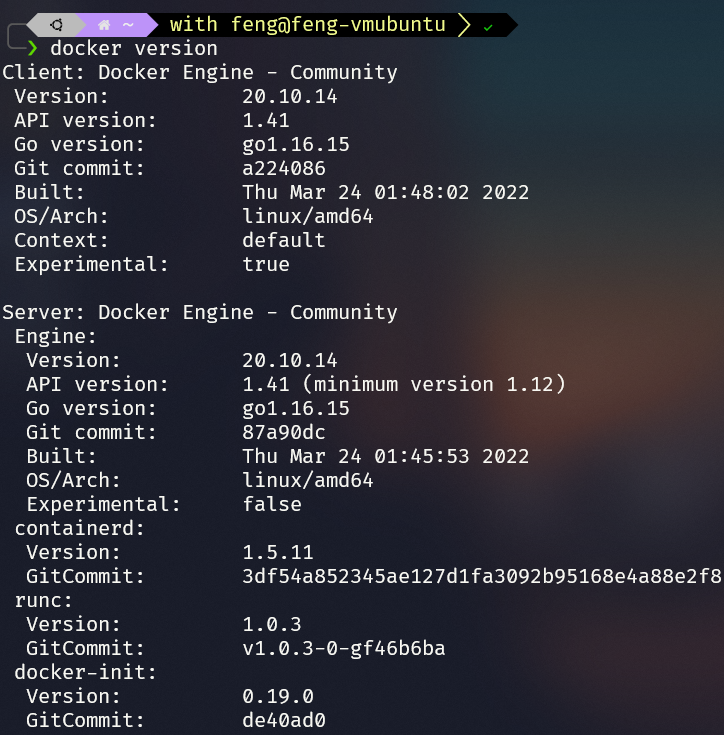 ~ with feng@feng-vmubuntu
❯ docker version
Client: Docker Engine - Community
Version: 20.10.14
API version: 1.41
Go version: go1.16.15
Git commit: a224086
Built: Thu Mar 24 01:48:02 2022
OS/Arch: linux/amd64
Context: default
Experimental: true
Server: Docker Engine - Community
Engine:
Version: 20.10.14
API version: 1.41 (minimum version 1.12)
Go version: go1.16.15
Git commit: 87a90dc
Built: Thu Mar 24 01:45:53 2022
OS/Arch: linux/amd64
Experimental: false
containerd:
Version: 1.5.11
GitCommit: 3df54a852345ae127d1fa3092b95168e4a88e2f8
runc:
Version: 1.0.3
GitCommit: v1.0.3-0-gf46b6ba
docker-init:
Version: 0.19.0
GitCommit: de40ad0